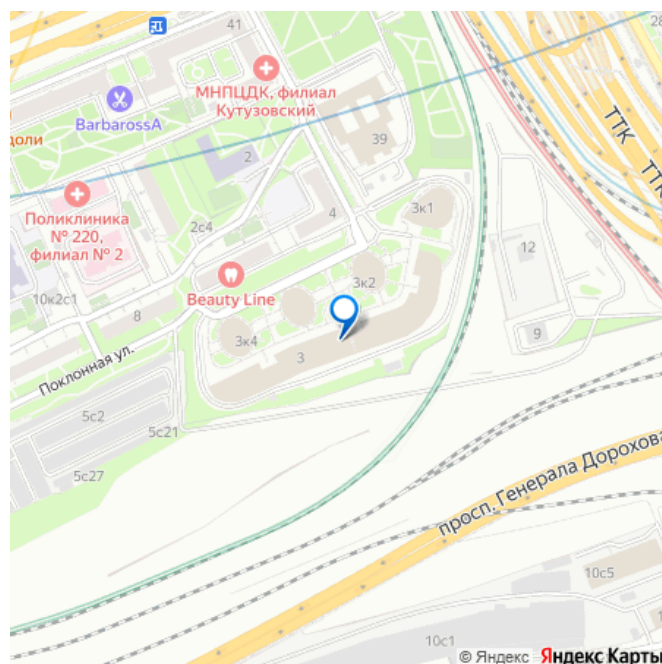 41
28
МНПЦДК, филиал
Кутузовский
BarbarossA
доли
ТТК
ТТК
39
2
Поликлиника
№ 220,
филиал № 2
2с4
4
3к1
12
3к2
Beauty Line
10к2с1
8
9
3к4
3
Поклонная ул.
5с2
5с21
5с27
просп. Генерала Дорохова
10с5
10с1
© Яндекс Яндекс Карты